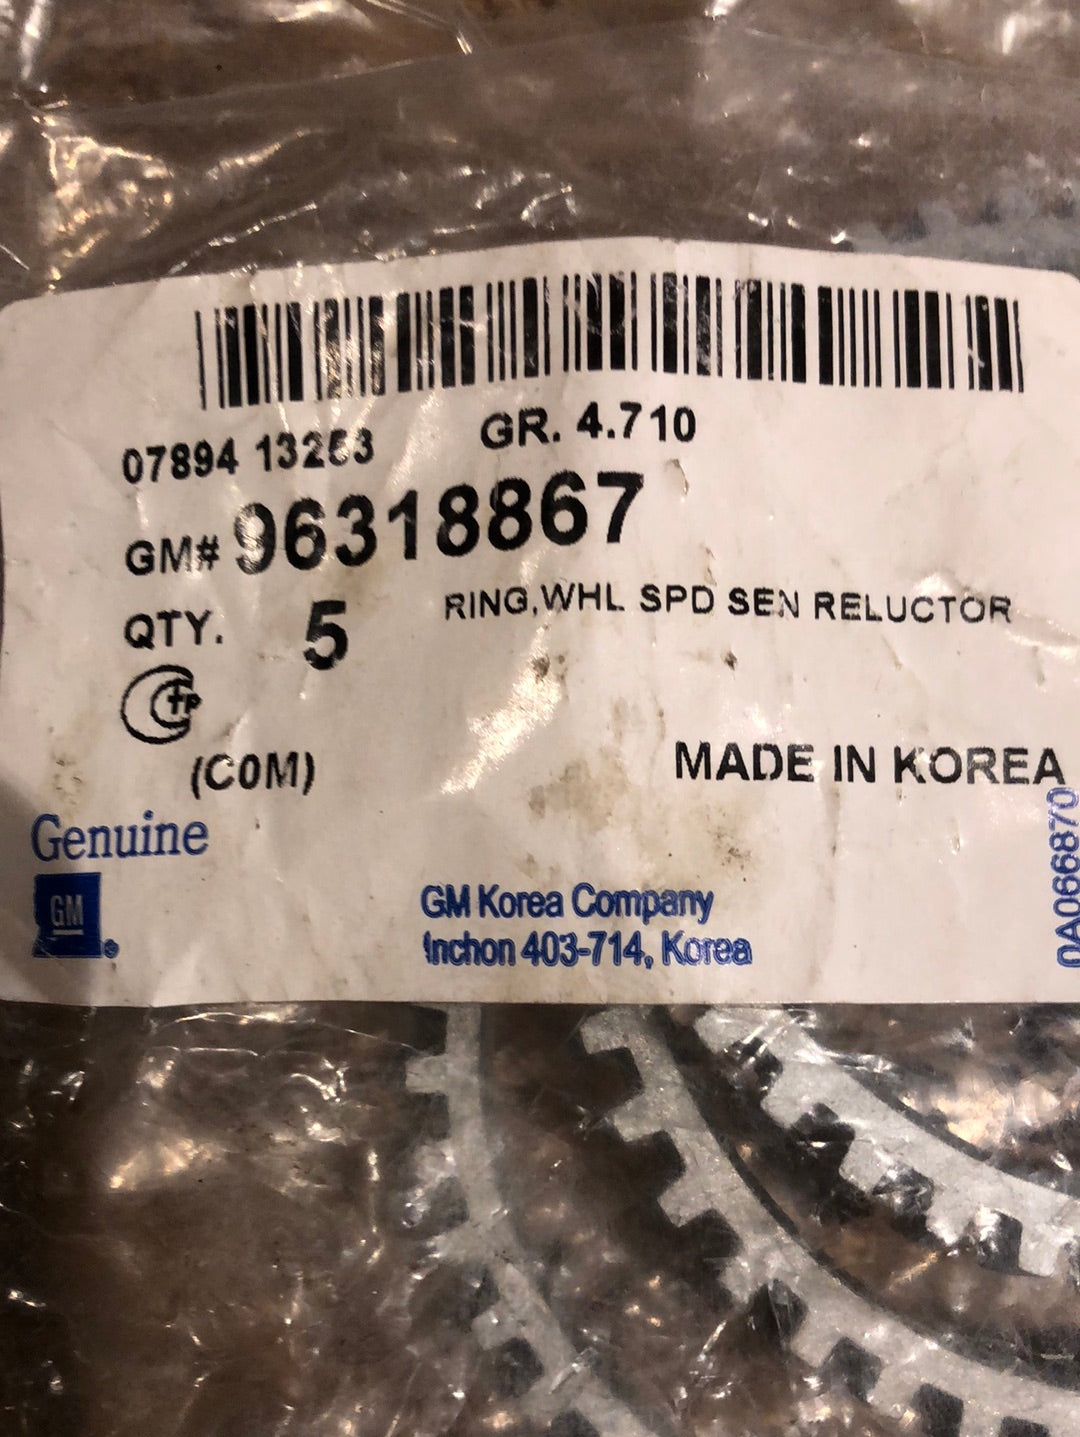 07894 13263 GR. 4.710
GM# 96318867
QTY. 5 RING,WHL SPD SEN RELUCTOR
(COM) MADE IN KOREA
Genuine
GM
GM Korea Company
Inchon 403-714, Korea
0A066870